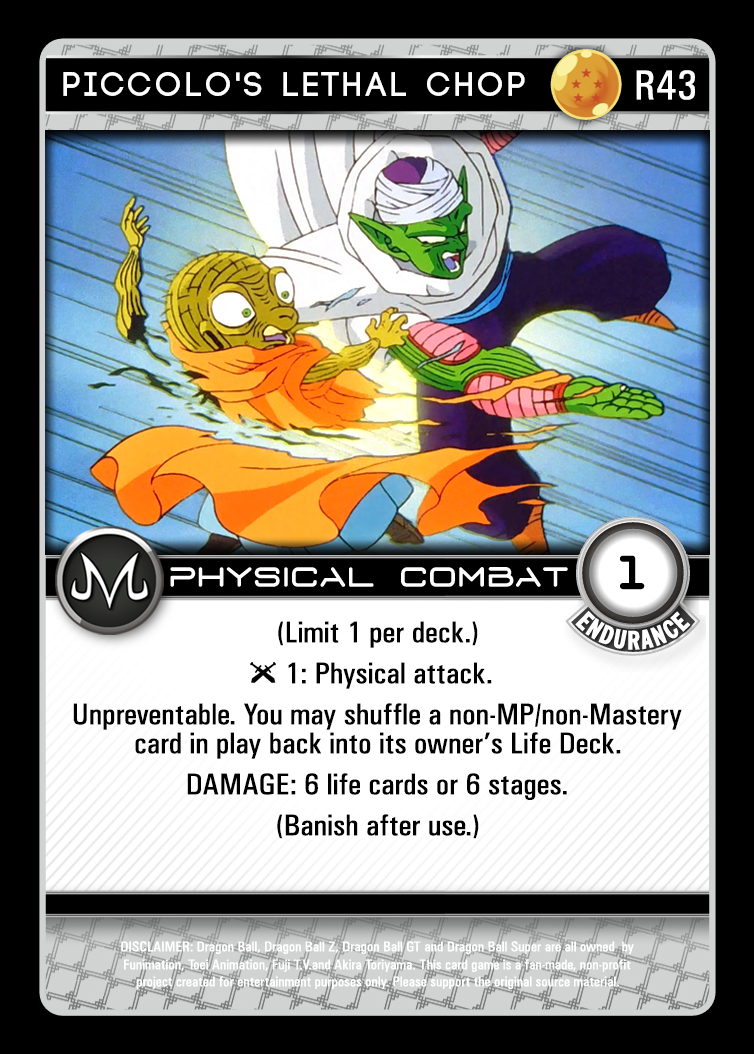 PICCOLO'S LETHAL CHOP R43
PHYSICAL COMBAT 1
ENDURANCE
(Limit 1 per deck.)
1: Physical attack.
Unpreventable. You may shuffle a non-MP/non-Mastery
card in play back into its owner's Life Deck.
DAMAGE: 6 life cards or 6 stages.
(Banish after use.)
DISCLAIMER: Dragon Ball, Dragon Ball Z, Dragon Ball GT and Dragon Ball Super are all owned by
Funimation, Toei Animation, Fuji T.V.and Akira Toriyama. This card game is a fan-made, non-profit
project created for entertainment purposes only. Please support the original source material.